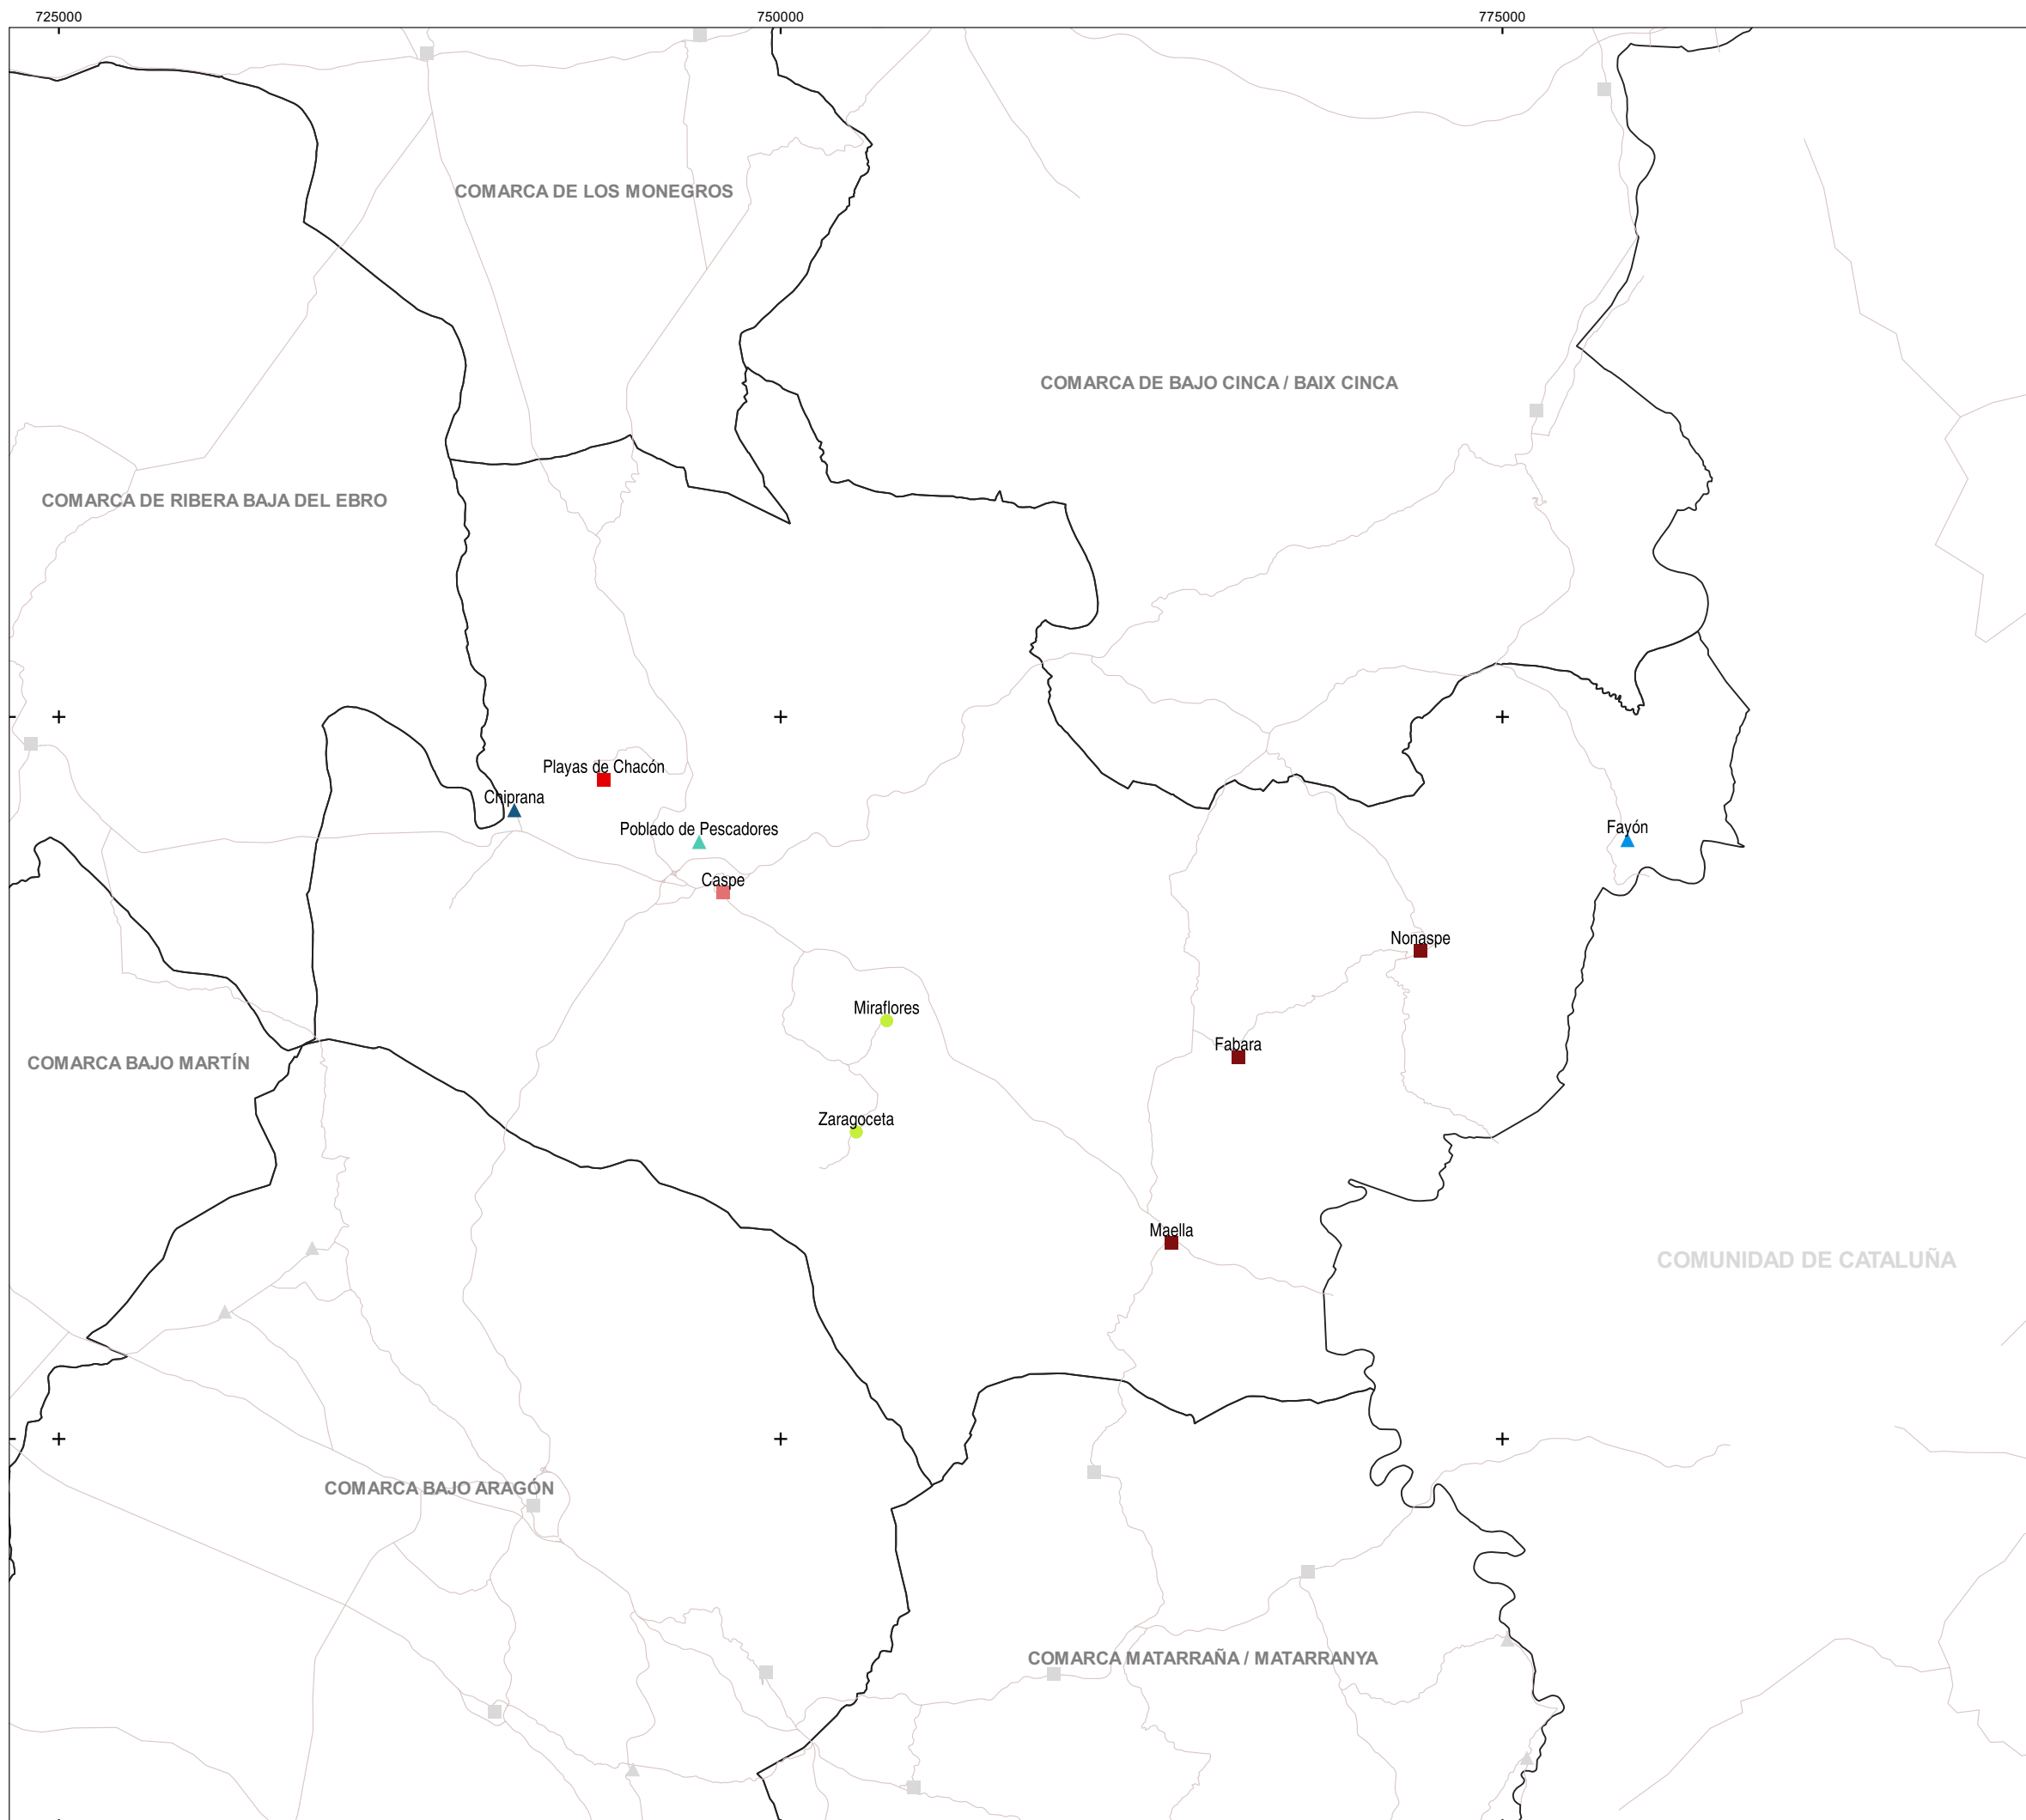 725000
750000
775000
COMARCA DE LOS MONEGROS
COMARCA DE BAJO CINCA / BAIX CINCA
COMARCA DE RIBERA BAJA DEL EBRO
Playas de Chacón
Chiprana
Poblado de Pescadores
Fayón
Caspe
Nonaspe
Miraflores
Fabara
COMARCA BAJO MARTÍN
Zaragoceta
Maella
COMUNIDAD DE CATALUÑA
COMARCA BAJO ARAGÓN
COMARCA MATARRAÑA / MATARRANYA